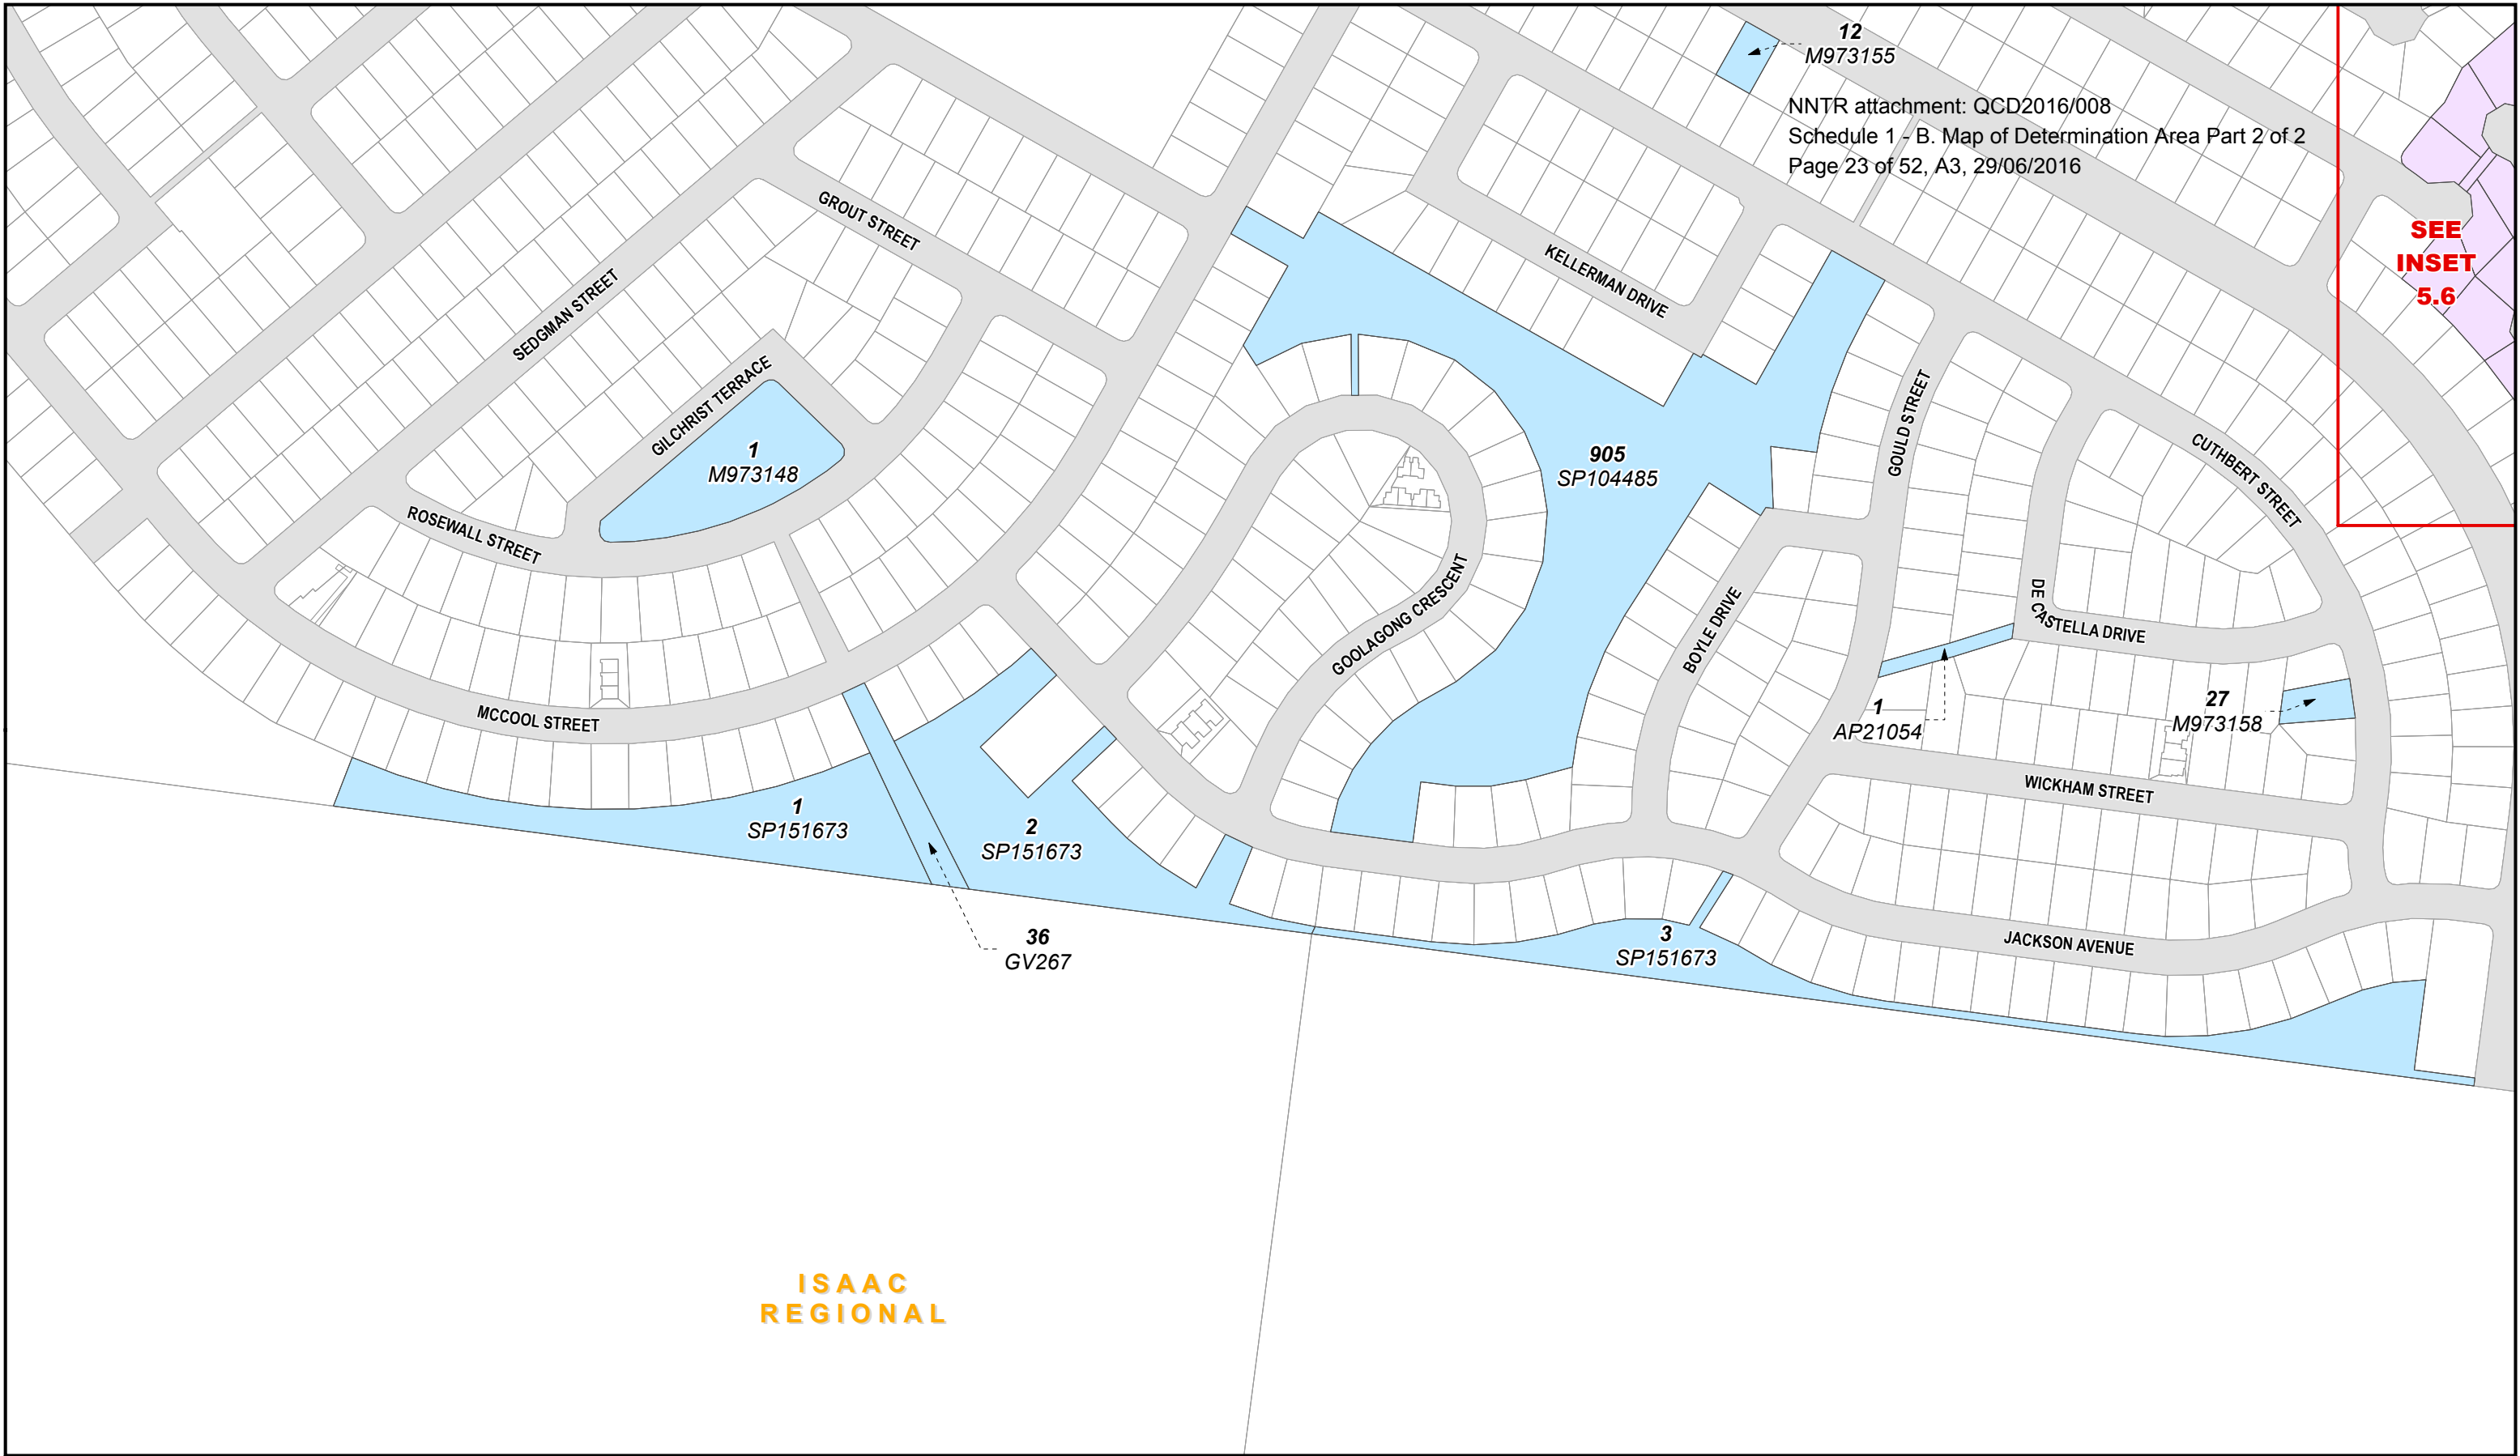 12
M973155
NNTR attachment: QCD2016/008
Schedule 1 - B. Map of Determination Area Part 2 of 2
Page 23 of 52, A3, 29/06/2016
SEE
INSET
5.6
GROUT STREET
KELLERMAN DRIVE
SEDGMAN STREET
GILCHRIST TERRACE
1
M973148
905
SP104485
GOULD STREET
CUTHBERT STREET
ROSEWALL STREET
GOOLAGONG CRESCENT
BOYLE DRIVE
DE CASTELLA DRIVE
MCCOOL STREET
1
AP21054
27
M973158
WICKHAM STREET
1
SP151673
2
SP151673
36
GV267
3
SP151673
JACKSON AVENUE
ISAAC
REGIONAL